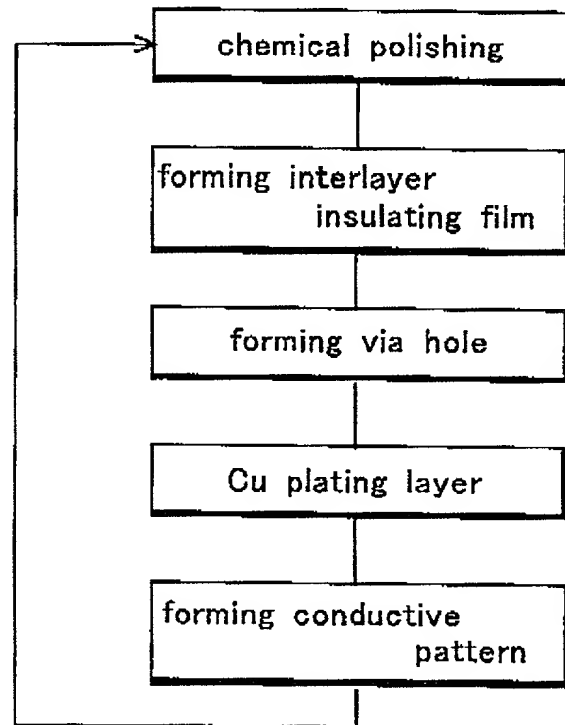 chemical polishing
forming interlayer
insulating film
forming via hole
Cu plating layer
forming conductive
pattern